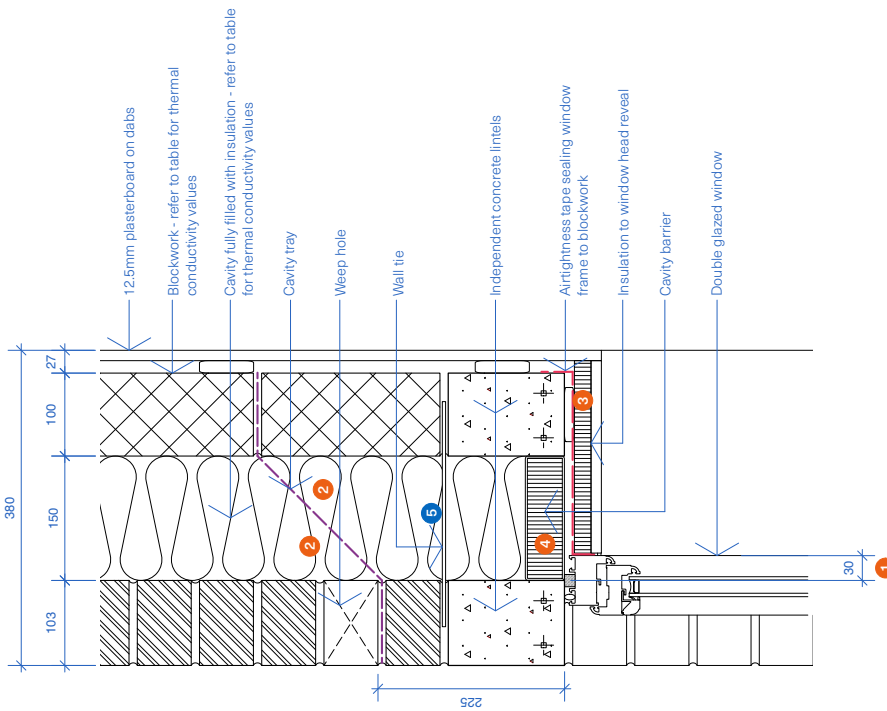 380
103
150
100
27
12.5mm plasterboard on dabs
Blockwork - refer to table for thermal
conductivity values
Cavity fully filled with insulation - refer to table
for thermal conductivity values
Cavity tray
Weep hole
Wall tie
Independent concrete lintels
Airtightness tape sealing window
frame to blockwork
Insulation to window head reveal
Cavity barrier
Double glazed window
2
2
5
4
3
225
30
1